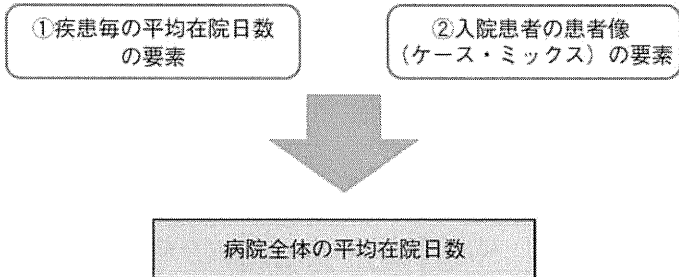 ①疾患毎の平均在院日数
の要素
②入院患者の患者像
(ケース・ミックス)の要素
病院全体の平均在院日数